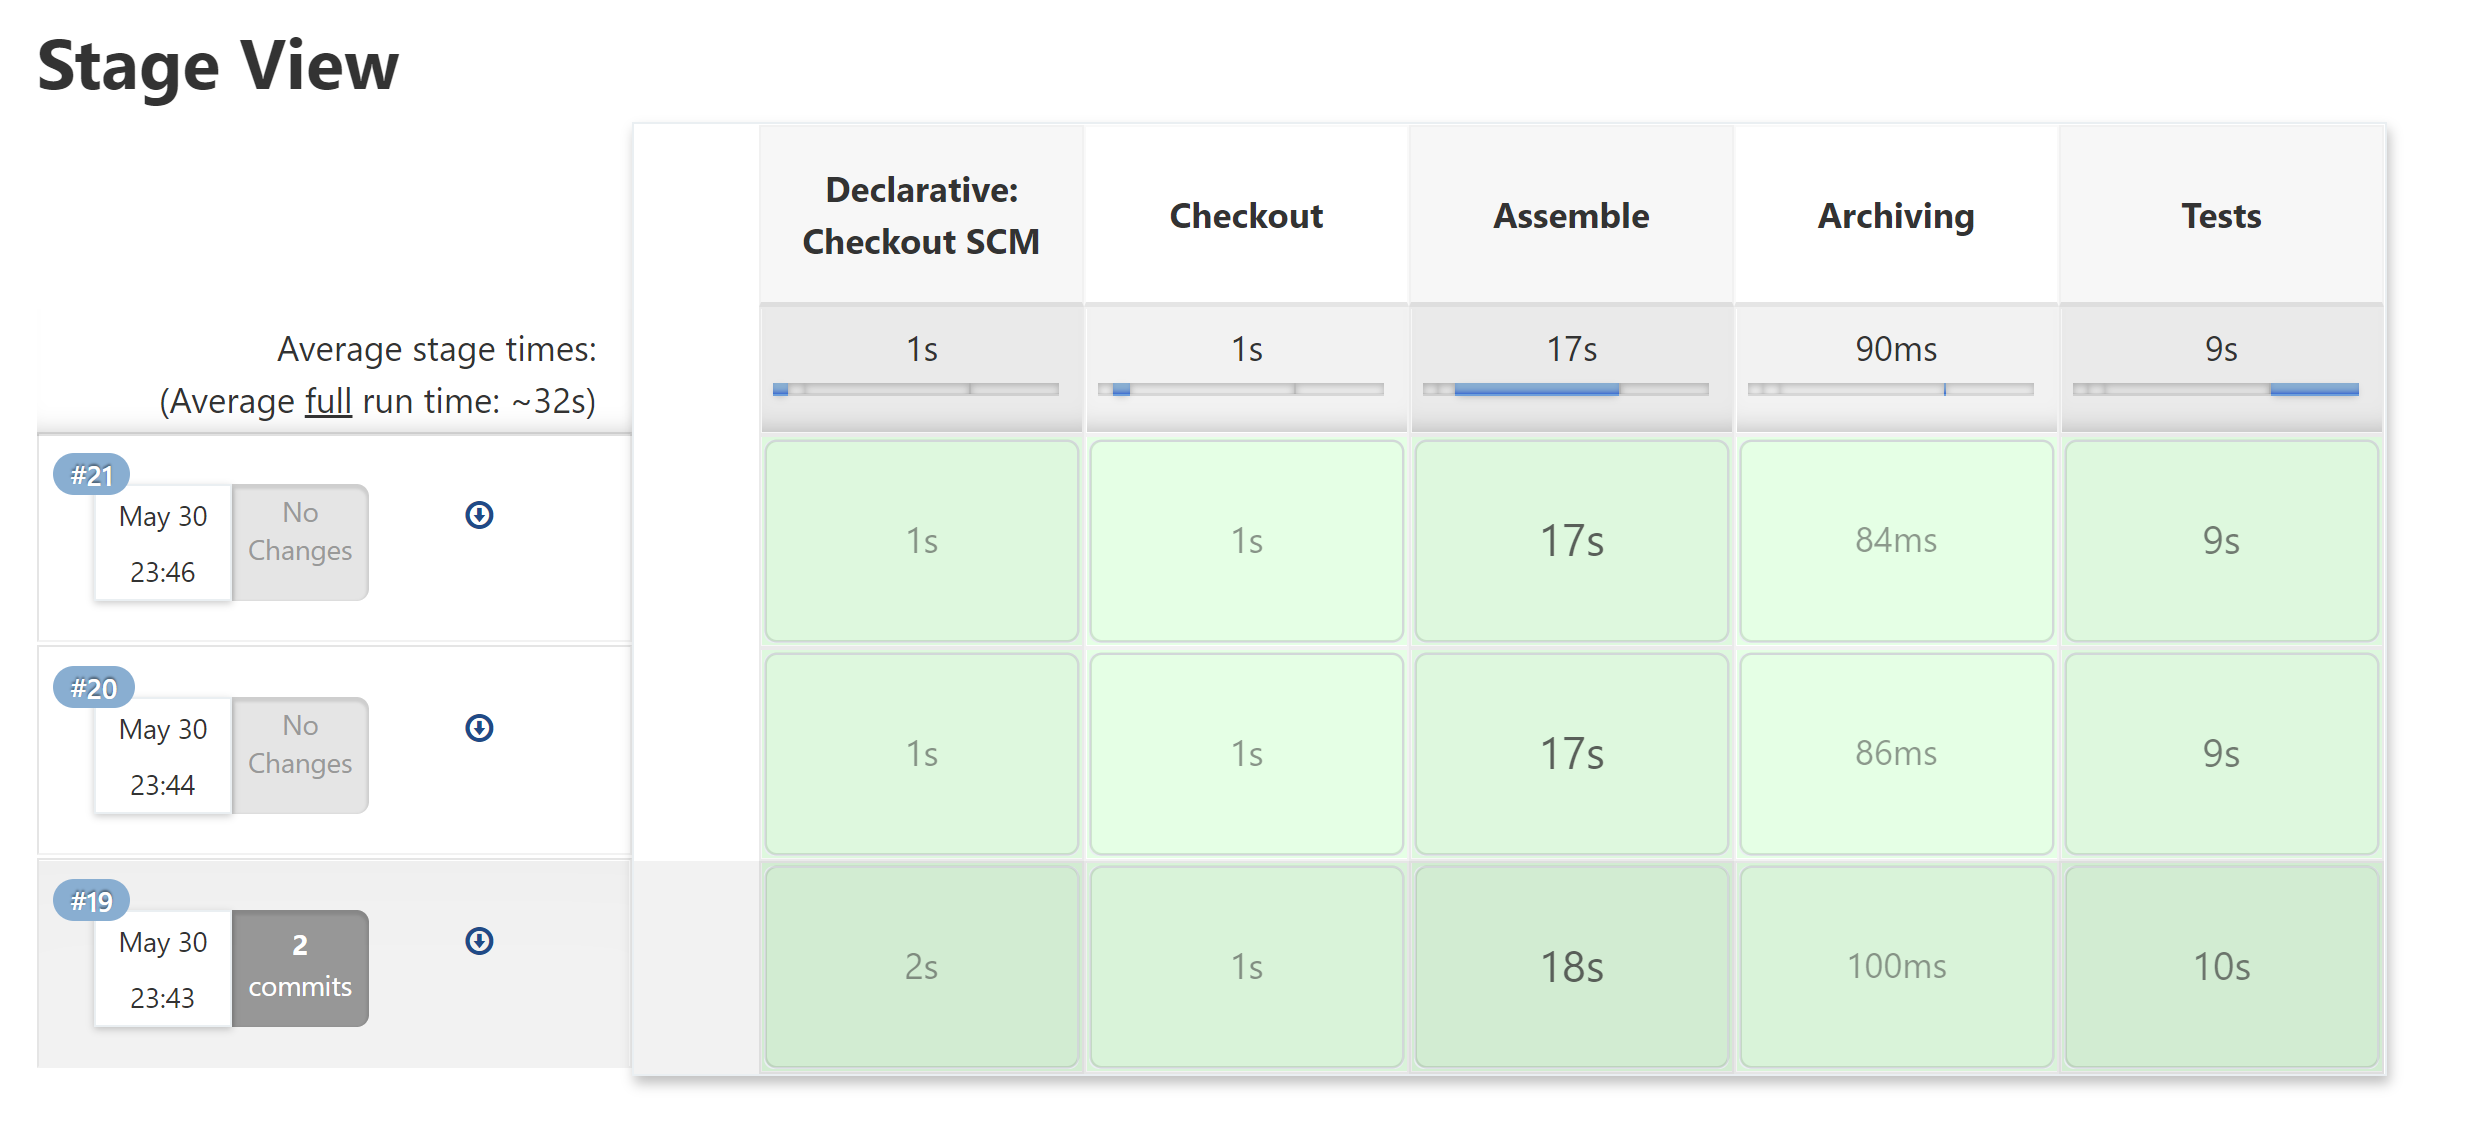 Stage View
Declarative:
Checkout SCM
Checkout
Assemble
Archiving
Tests
Average stage times:
(Average full run time: ~32s)
1s
1s
17s
90ms
9s
#21
May 30
23:46
No
Changes
1s
1s
17s
84ms
9s
#20
May 30
23:44
No
Changes
1s
1s
17s
86ms
9s
#19
May 30
23:43
2
commits
2s
1s
18s
100ms
10s